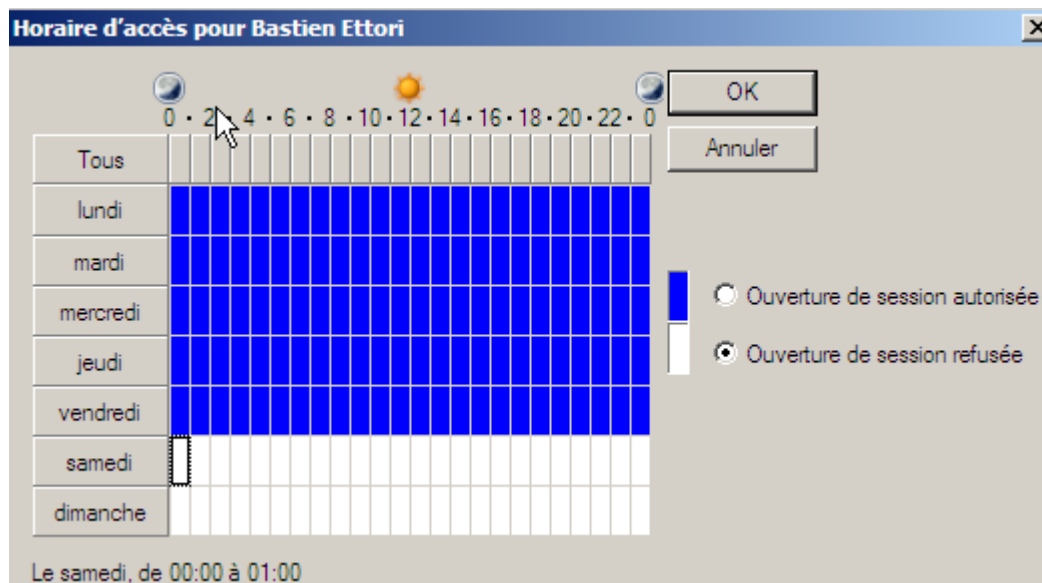 Horaire d'accès pour Bastien Ettori
OK
0 · 2 · 4 · 6 · 8 · 10 · 12 · 14 · 16 · 18 · 20 · 22 · 0
Annuler
Tous
lundi
mardi
mercredi
Ouverture de session autorisée
jeudi
Ouverture de session refusée
vendredi
samedi
dimanche
Le samedi, de 00:00 à 01:00